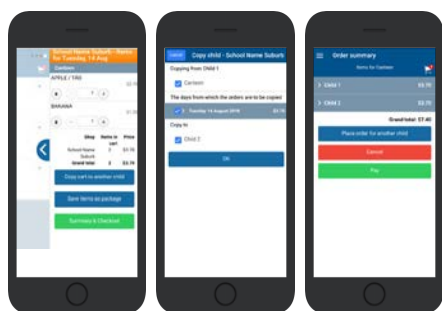 School Name Suburb - Items
for Tuesday, 14 Aug
Canteen
APPLE / TAG
1
BANANA
1
Shop Items in cart Price
School Name Suburb 2 $3.70
Grand total 2 $3.70
Copy cart to another child
Save items as package
Summary & Checkout
Copy child - School Name Suburb
Copying from: Child 1
Canteen
The days from which the orders are to be copied
Tuesday 14 August 2018 $3.70
Copy to
Child 2
OK
Order summary
Items for Canteen
Child 1 $3.70
Child 2 $3.70
Grand total: $7.40
Place order for another child
Cancel
Pay